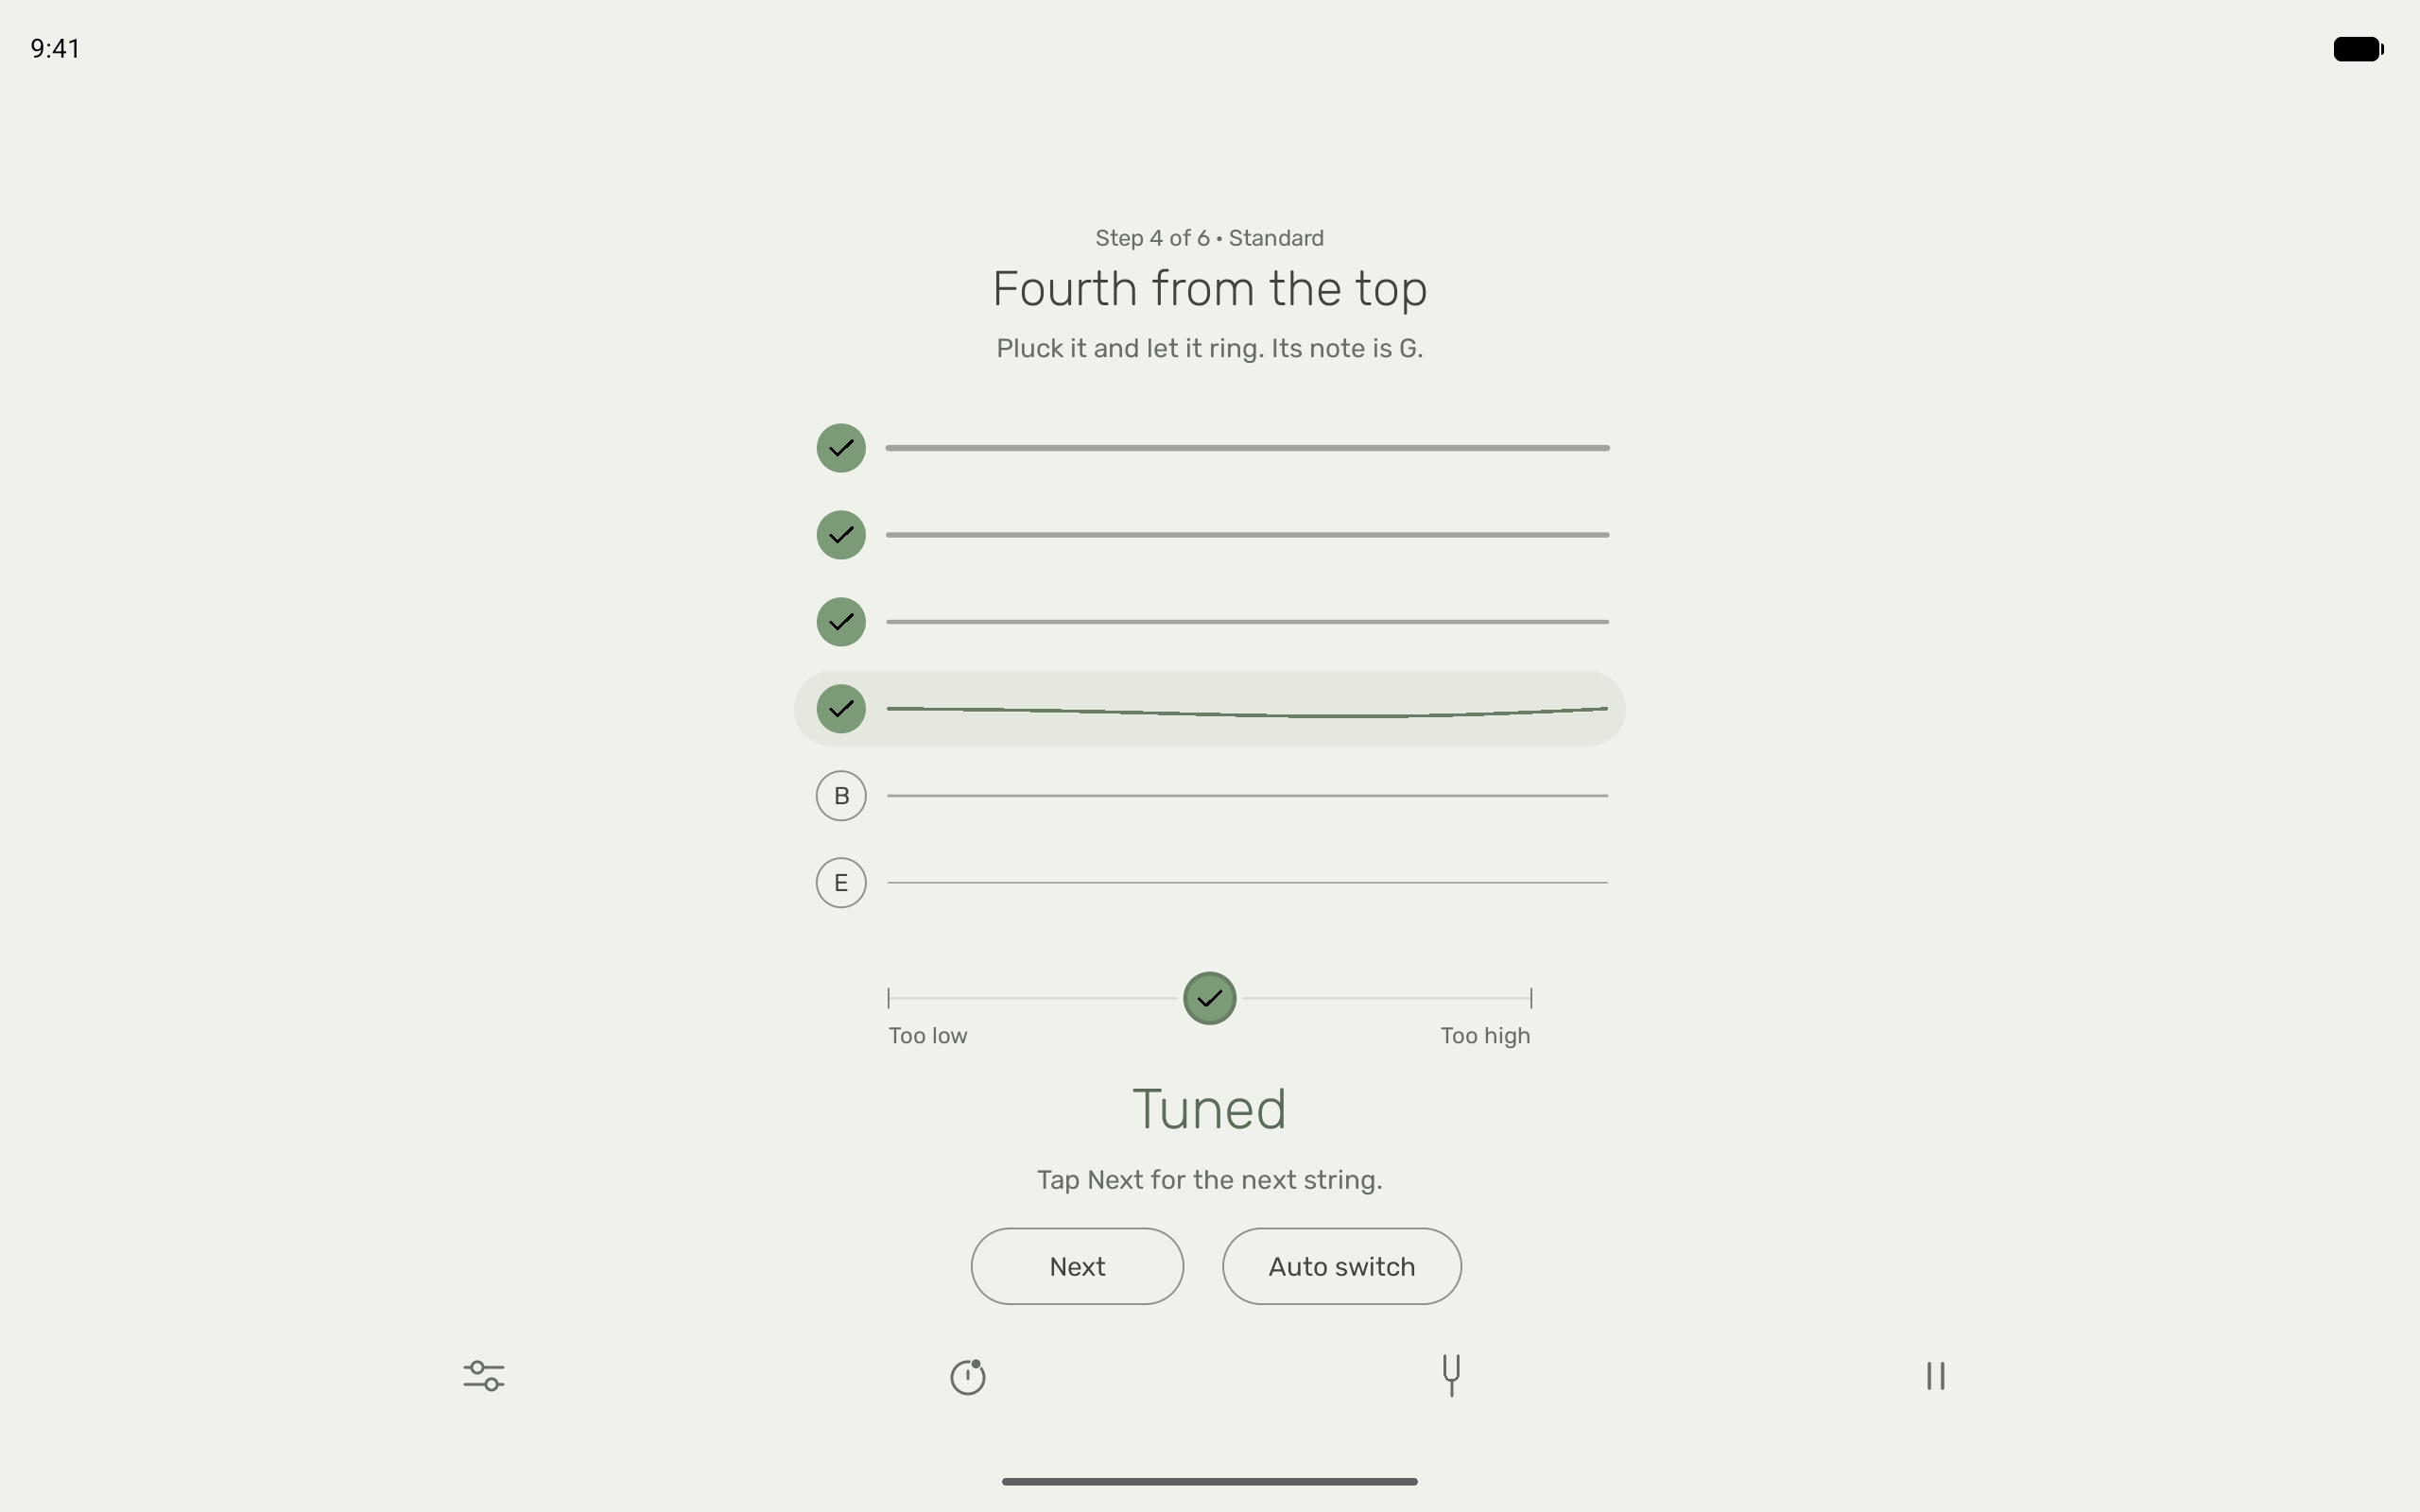 9:41
Step 4 of 6 • Standard
Fourth from the top
Pluck it and let it ring. Its note is G.
B
E
Too low
Too high
Tuned
Tap Next for the next string.
Next
Auto switch